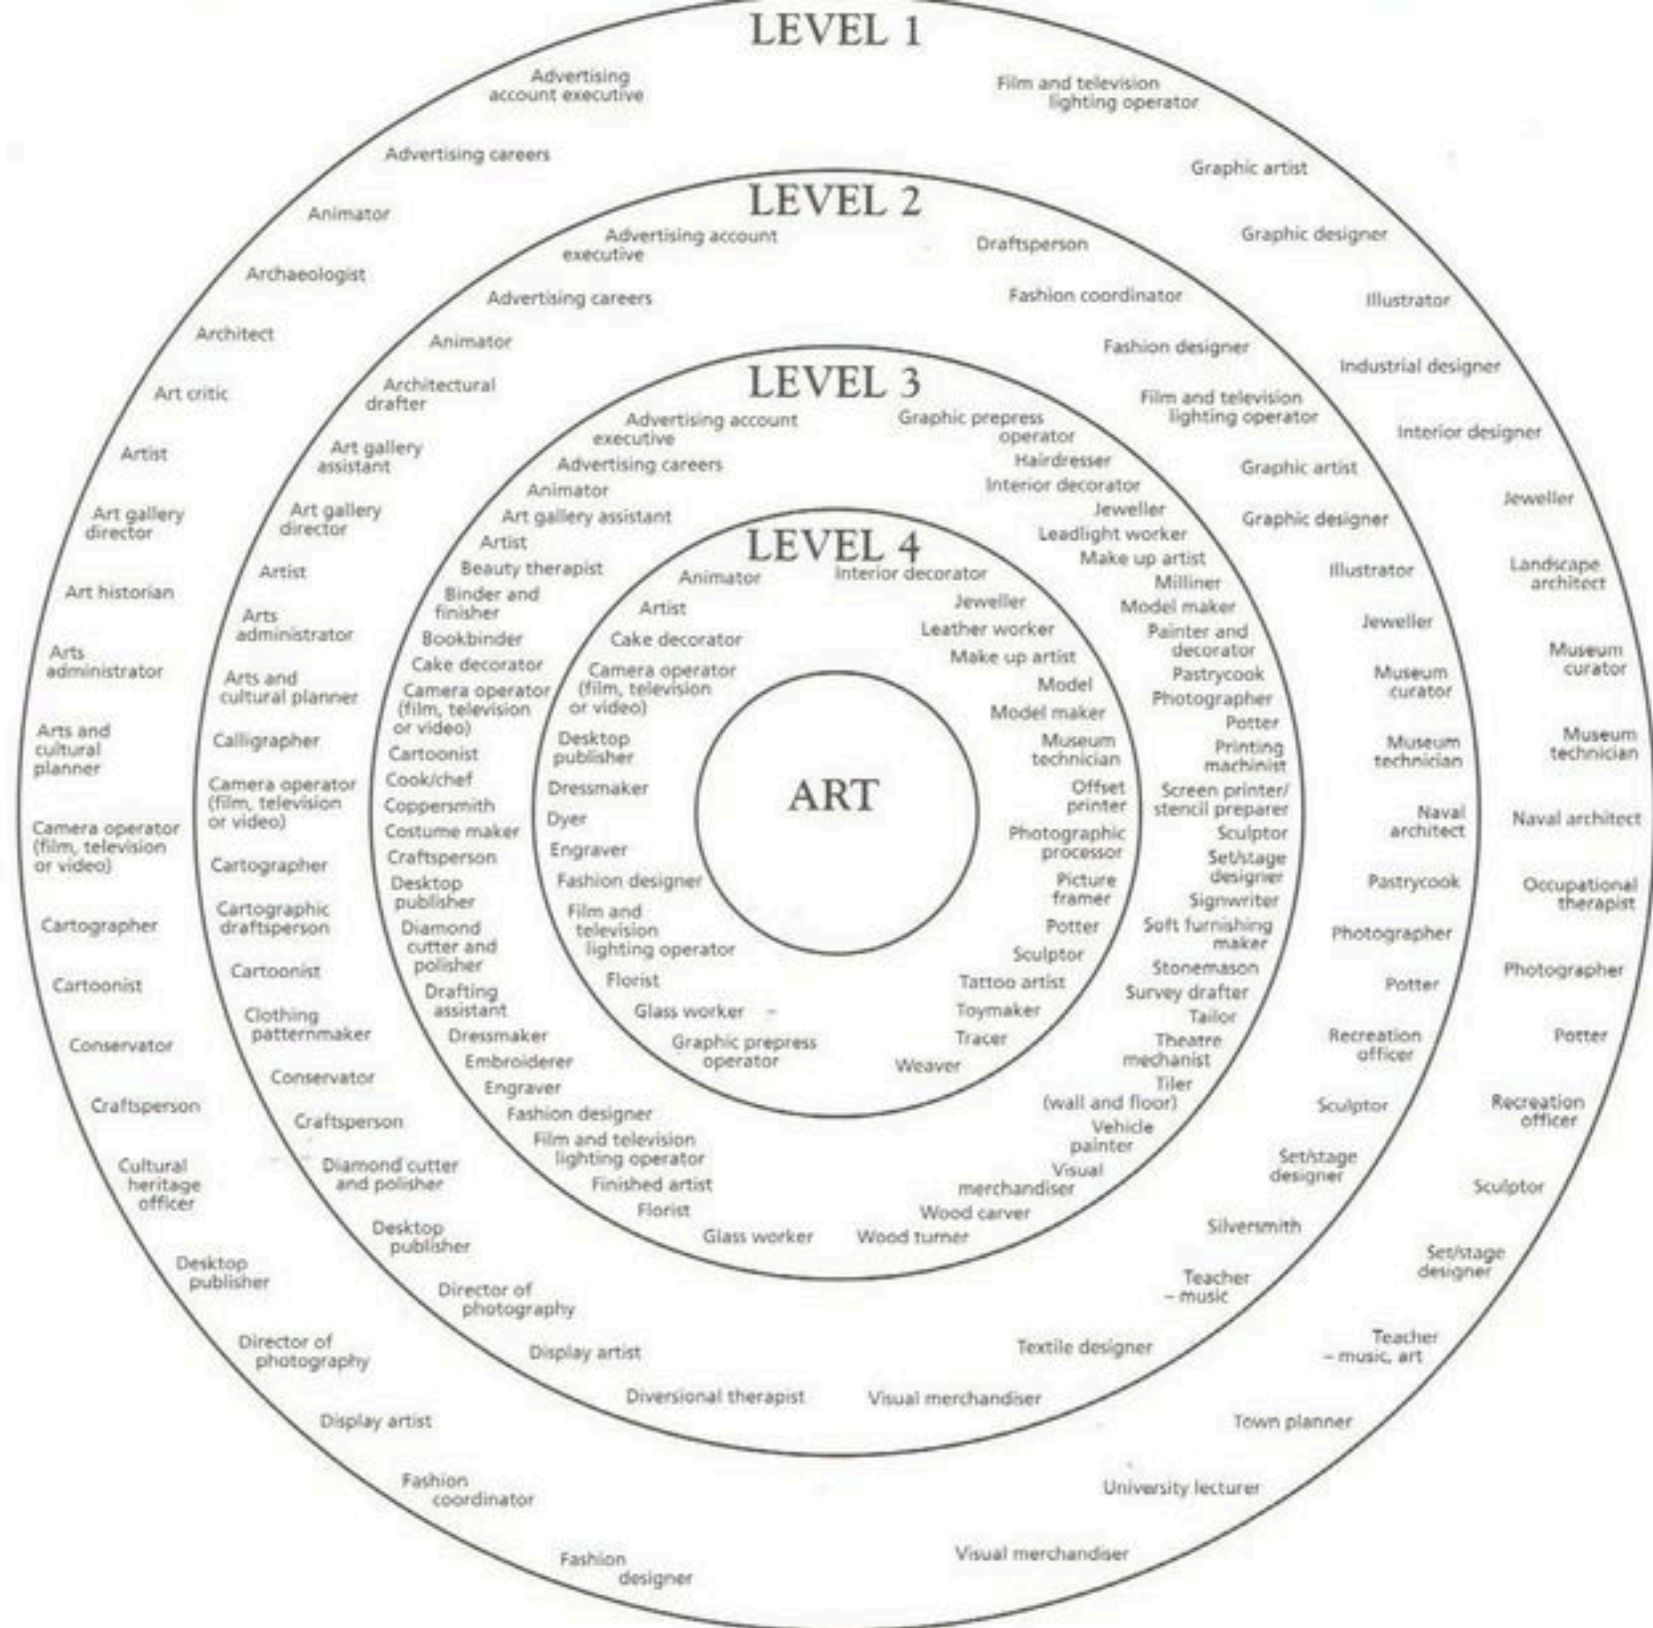 LEVEL 1
Advertising
account executive
Advertising careers
Animator
Archaeologist
Architect
Art critic
Artist
Art gallery
director
Art historian
Arts
administrator
Arts and
cultural
planner
Camera operator
(film, television
or video)
Cartographer
Cartoonist
Conservator
Craftsperson
Cultural
heritage
officer
Desktop
publisher
Director of
photography
Display artist
Fashion
coordinator
Fashion
designer
Film and television
lighting operator
Graphic artist
Graphic designer
Illustrator
Industrial designer
Interior designer
Jeweller
Landscape
architect
Museum
curator
Museum
technician
Naval architect
Occupational
therapist
Photographer
Potter
Recreation
officer
Sculptor
Set/stage
designer
Teacher
– music, art
Town planner
University lecturer
Visual merchandiser
LEVEL 2
Advertising account
executive
Advertising careers
Animator
Architectural
drafter
Art gallery
assistant
Art gallery
director
Artist
Arts
administrator
Arts and
cultural planner
Calligrapher
Camera operator
(film, television
or video)
Cartographer
Cartographic
draftsperson
Cartoonist
Clothing
patternmaker
Conservator
Craftsperson
Diamond cutter
and polisher
Desktop
publisher
Director of
photography
Display artist
Diversional therapist
Draftsperson
Fashion coordinator
Fashion designer
Film and television
lighting operator
Graphic artist
Graphic designer
Illustrator
Jeweller
Museum
curator
Museum
technician
Naval
architect
Pastrycook
Photographer
Potter
Recreation
officer
Sculptor
Set/stage
designer
Silversmith
Teacher
– music
Textile designer
Visual merchandiser
LEVEL 3
Advertising account
executive
Advertising careers
Animator
Art gallery assistant
Artist
Beauty therapist
Binder and
finisher
Bookbinder
Cake decorator
Camera operator
(film, television
or video)
Cartoonist
Cook/chef
Coppersmith
Costume maker
Craftsperson
Desktop
publisher
Diamond
cutter and
polisher
Drafting
assistant
Dressmaker
Embroiderer
Engraver
Fashion designer
Film and television
lighting operator
Finished artist
Florist
Glass worker
Graphic prepress
operator
Hairdresser
Interior decorator
Jeweller
Leadlight worker
Make up artist
Milliner
Model maker
Painter and
decorator
Pastrycook
Photographer
Potter
Printing
machinist
Screen printer/
stencil preparer
Sculptor
Set/stage
designer
Signwriter
Soft furnishing
maker
Stonemason
Survey drafter
Tailor
Theatre
mechanist
Tiler
(wall and floor)
Vehicle
painter
Visual
merchandiser
Wood carver
Wood turner
LEVEL 4
Animator
Artist
Cake decorator
Camera operator
(film, television
or video)
Desktop
publisher
Dressmaker
Dyer
Engraver
Fashion designer
Film and
television
lighting operator
Florist
Glass worker
Graphic prepress
operator
Interior decorator
Jeweller
Leather worker
Make up artist
Model
Model maker
Museum
technician
Offset
printer
Photographic
processor
Picture
framer
Potter
Sculptor
Tattoo artist
Toymaker
Tracer
Weaver
ART